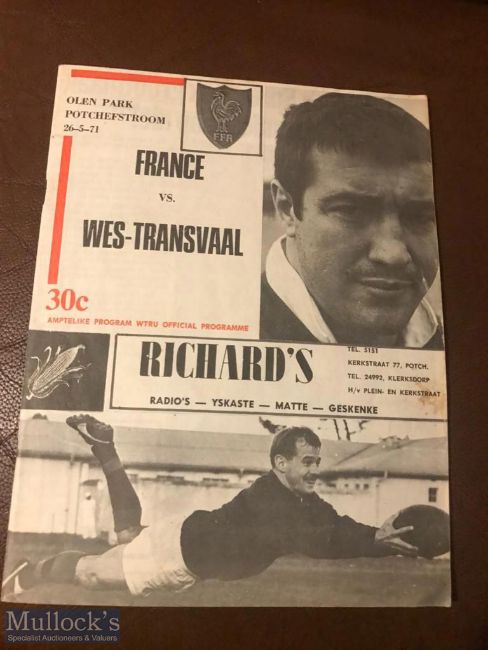 OLEN PARK
POTCHEFSTROOM
26-5-71
FFR
FRANCE
VS.
WES-TRANSVAAL
30c
AMPTELIKE PROGRAM WTRU OFFICIAL PROGRAMME
RICHARD'S
TEL. 5151
KERKSTRAAT 77, POTCH.
TEL. 24992, KLERKSDORP
H/v PLEIN- EN KERKSTRAAT
RADIO'S — YSKASTE — MATTE — GESKENKE
Mullock's
Specialist Auctioneers & Valuers